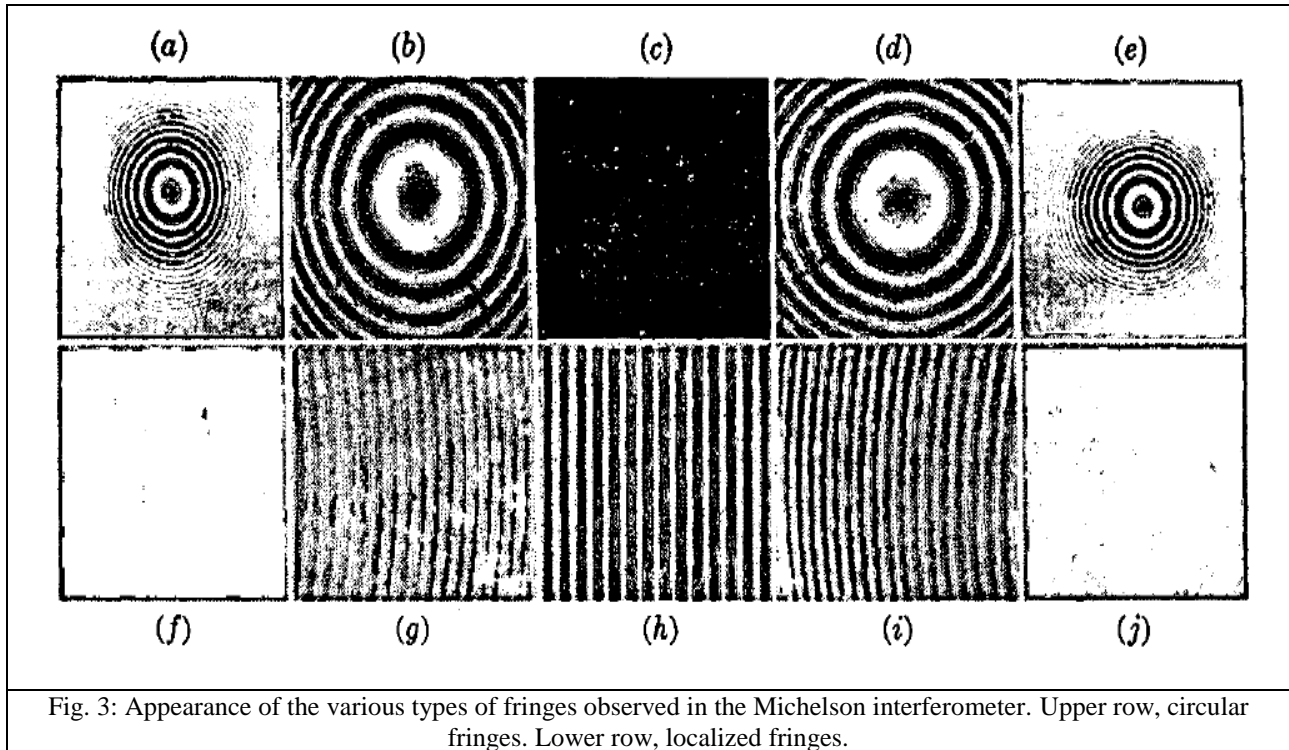 (a) (b) (c) (d) (e)
(f) (g) (h) (i) (j)
Fig. 3: Appearance of the various types of fringes observed in the Michelson interferometer. Upper row, circular
fringes. Lower row, localized fringes.